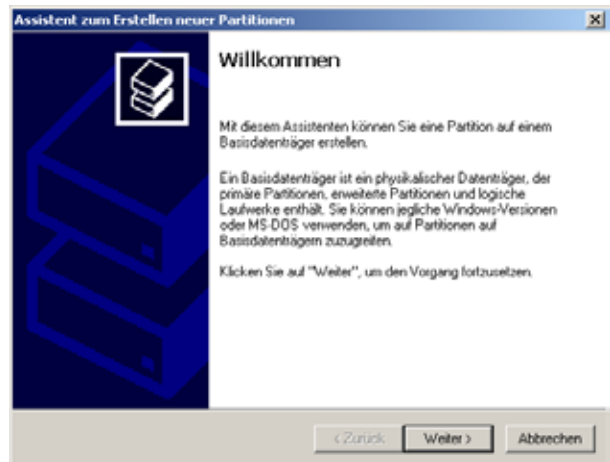 Assistent zum Erstellen neuer Partitionen
Willkommen
Mit diesem Assistenten können Sie eine Partition auf einem
Basisdatenträger erstellen.
Ein Basisdatenträger ist ein physikalischer Datenträger, der
primäre Partitionen, erweiterte Partitionen und logische
Laufwerke enthält. Sie können jegliche Windows-Versionen
oder MS-DOS verwenden, um auf Partitionen auf
Basisdatenträgern zuzugreifen.
Klicken Sie auf "Weiter", um den Vorgang fortzusetzen.
< Zurück Weiter > Abbrechen